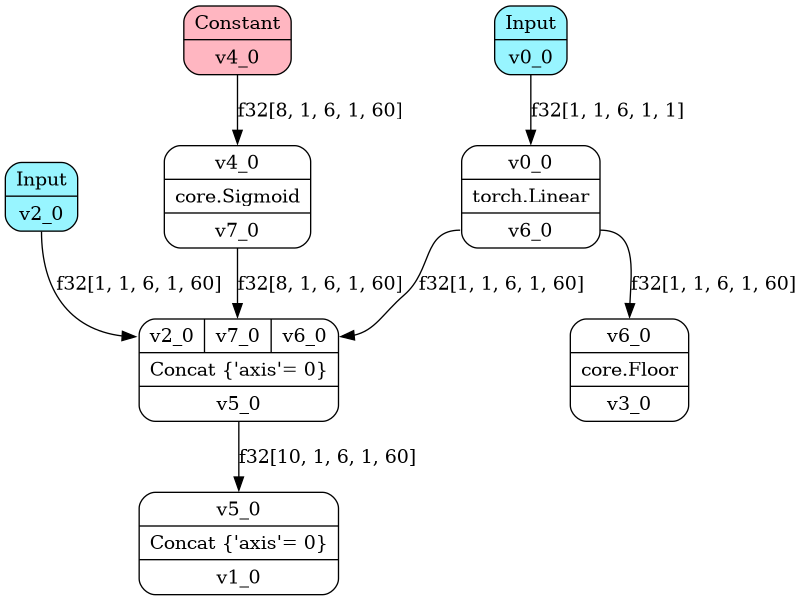 Constant
v4_0
Input
v0_0
f32[8, 1, 6, 1, 60]
f32[1, 1, 6, 1, 1]
Input
v2_0
v4_0
core.Sigmoid
v7_0
v0_0
torch.Linear
v6_0
f32[1, 1, 6, 1, 60]
f32[8, 1, 6, 1, 60]
f32[1, 1, 6, 1, 60]
f32[1, 1, 6, 1, 60]
v2_0 v7_0 v6_0
Concat {'axis'= 0}
v5_0
v6_0
core.Floor
v3_0
f32[10, 1, 6, 1, 60]
v5_0
Concat {'axis'= 0}
v1_0